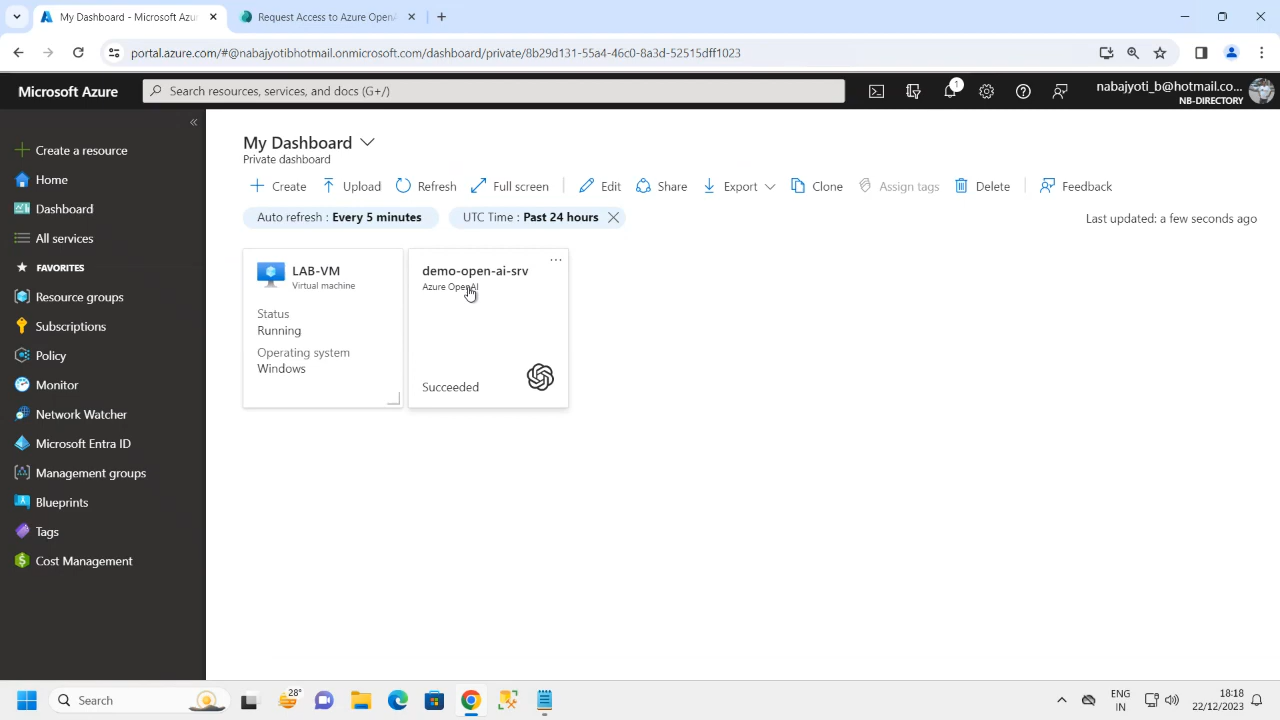 My Dashboard - Microsoft Azur
Request Access to Azure OpenA
portal.azure.com/#@nabajyotibhotmail.onmicrosoft.com/dashboard/private/8b29d131-55a4-46c0-8a3d-52515dff1023
Microsoft Azure
Search resources, services, and docs (G+/)
1
nabajyoti_b@hotmail.co...
NB-DIRECTORY
Create a resource
Home
Dashboard
All services
FAVORITES
Resource groups
Subscriptions
Policy
Monitor
Network Watcher
Microsoft Entra ID
Management groups
Blueprints
Tags
Cost Management
My Dashboard
Private dashboard
Create Upload Refresh Full screen Edit Share Export Clone Assign tags Delete Feedback
Auto refresh : Every 5 minutes UTC Time : Past 24 hours
Last updated: a few seconds ago
LAB-VM
Virtual machine
Status
Running
Operating system
Windows
demo-open-ai-srv
Azure OpenAI
Succeeded
Search
28°
ENG
IN
18:18
22/12/2023